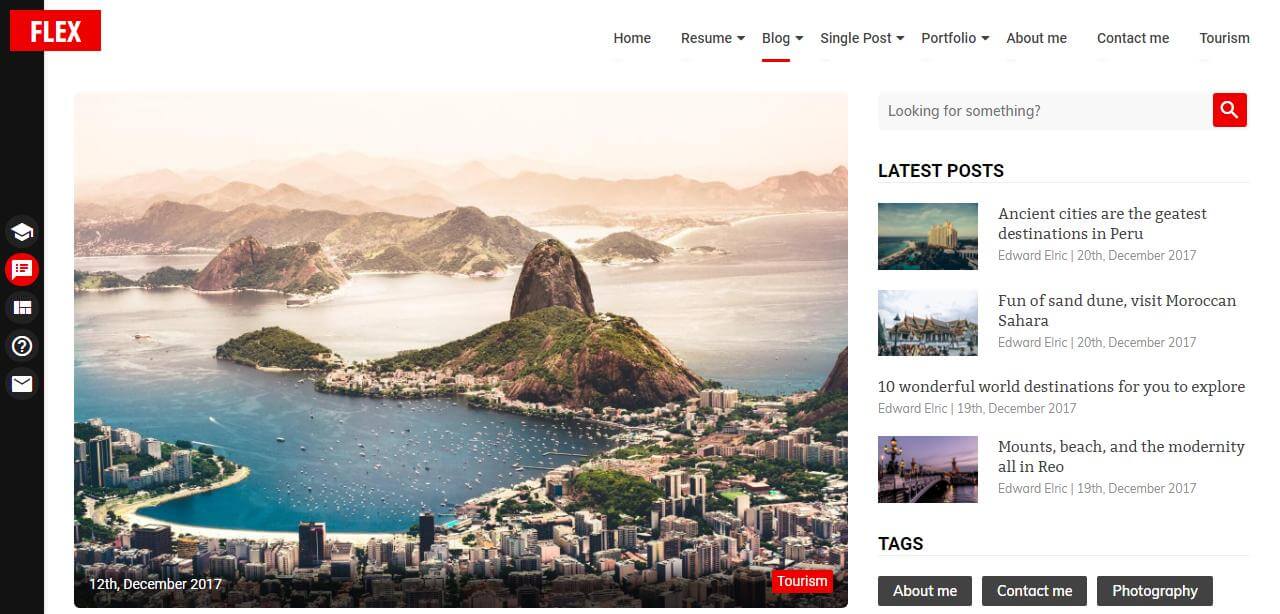 FLEX
Home Resume Blog Single Post Portfolio About me Contact me Tourism
Looking for something?
LATEST POSTS
Ancient cities are the geatest
destinations in Peru
Edward Elric | 20th, December 2017
Fun of sand dune, visit Moroccan
Sahara
Edward Elric | 20th, December 2017
10 wonderful world destinations for you to explore
Edward Elric | 19th, December 2017
Mounts, beach, and the modernity
all in Reo
Edward Elric | 19th, December 2017
TAGS
About me Contact me Photography
12th, December 2017
Tourism